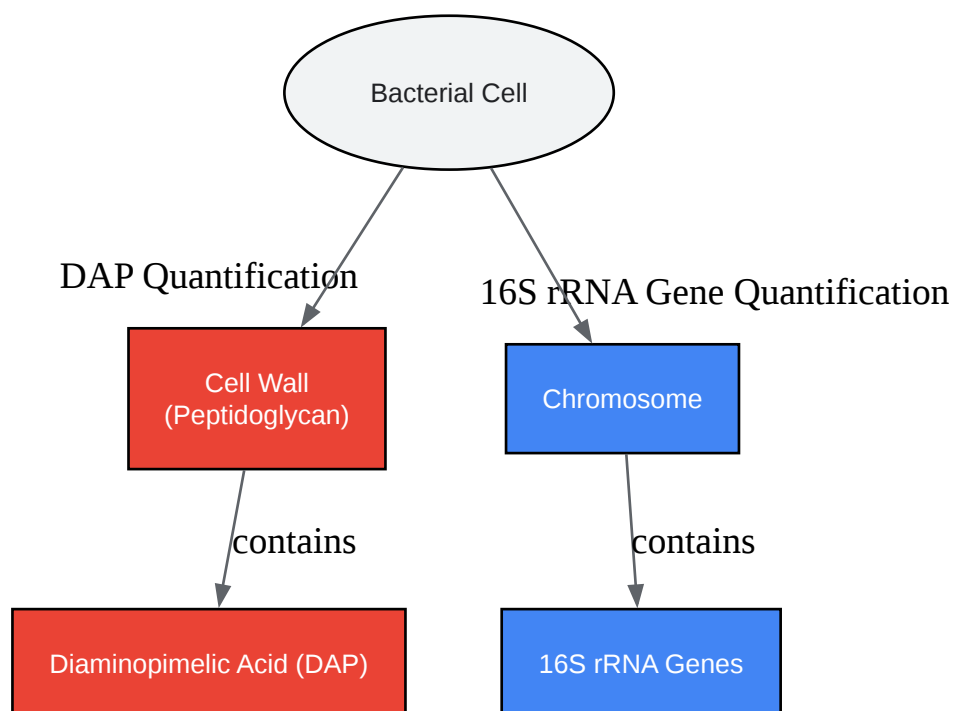 Bacterial Cell
DAP Quantification
16S rRNA Gene Quantification
Cell Wall
(Peptidoglycan)
Chromosome
contains
contains
Diaminopimelic Acid (DAP)
16S rRNA Genes